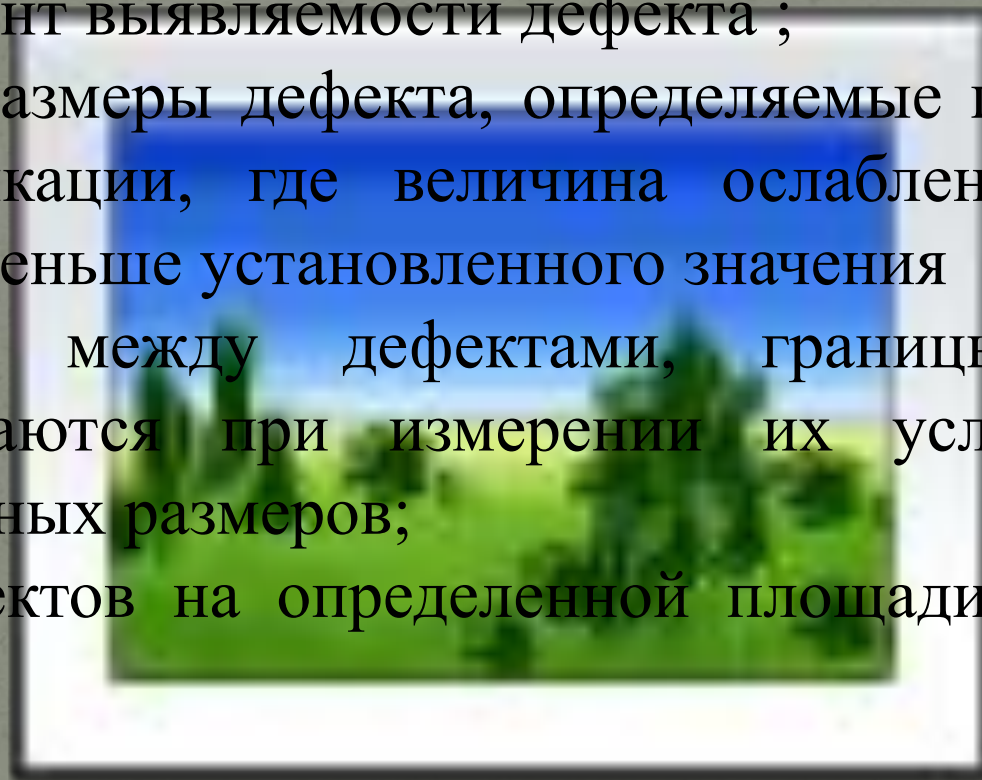 нт выявляемости дефекта ;
азмеры дефекта, определяемые
кации, где величина ослаблен
еньше установленного значения
между дефектами, границ
аются при измерении их усл
ных размеров;
ектов на определенной площади